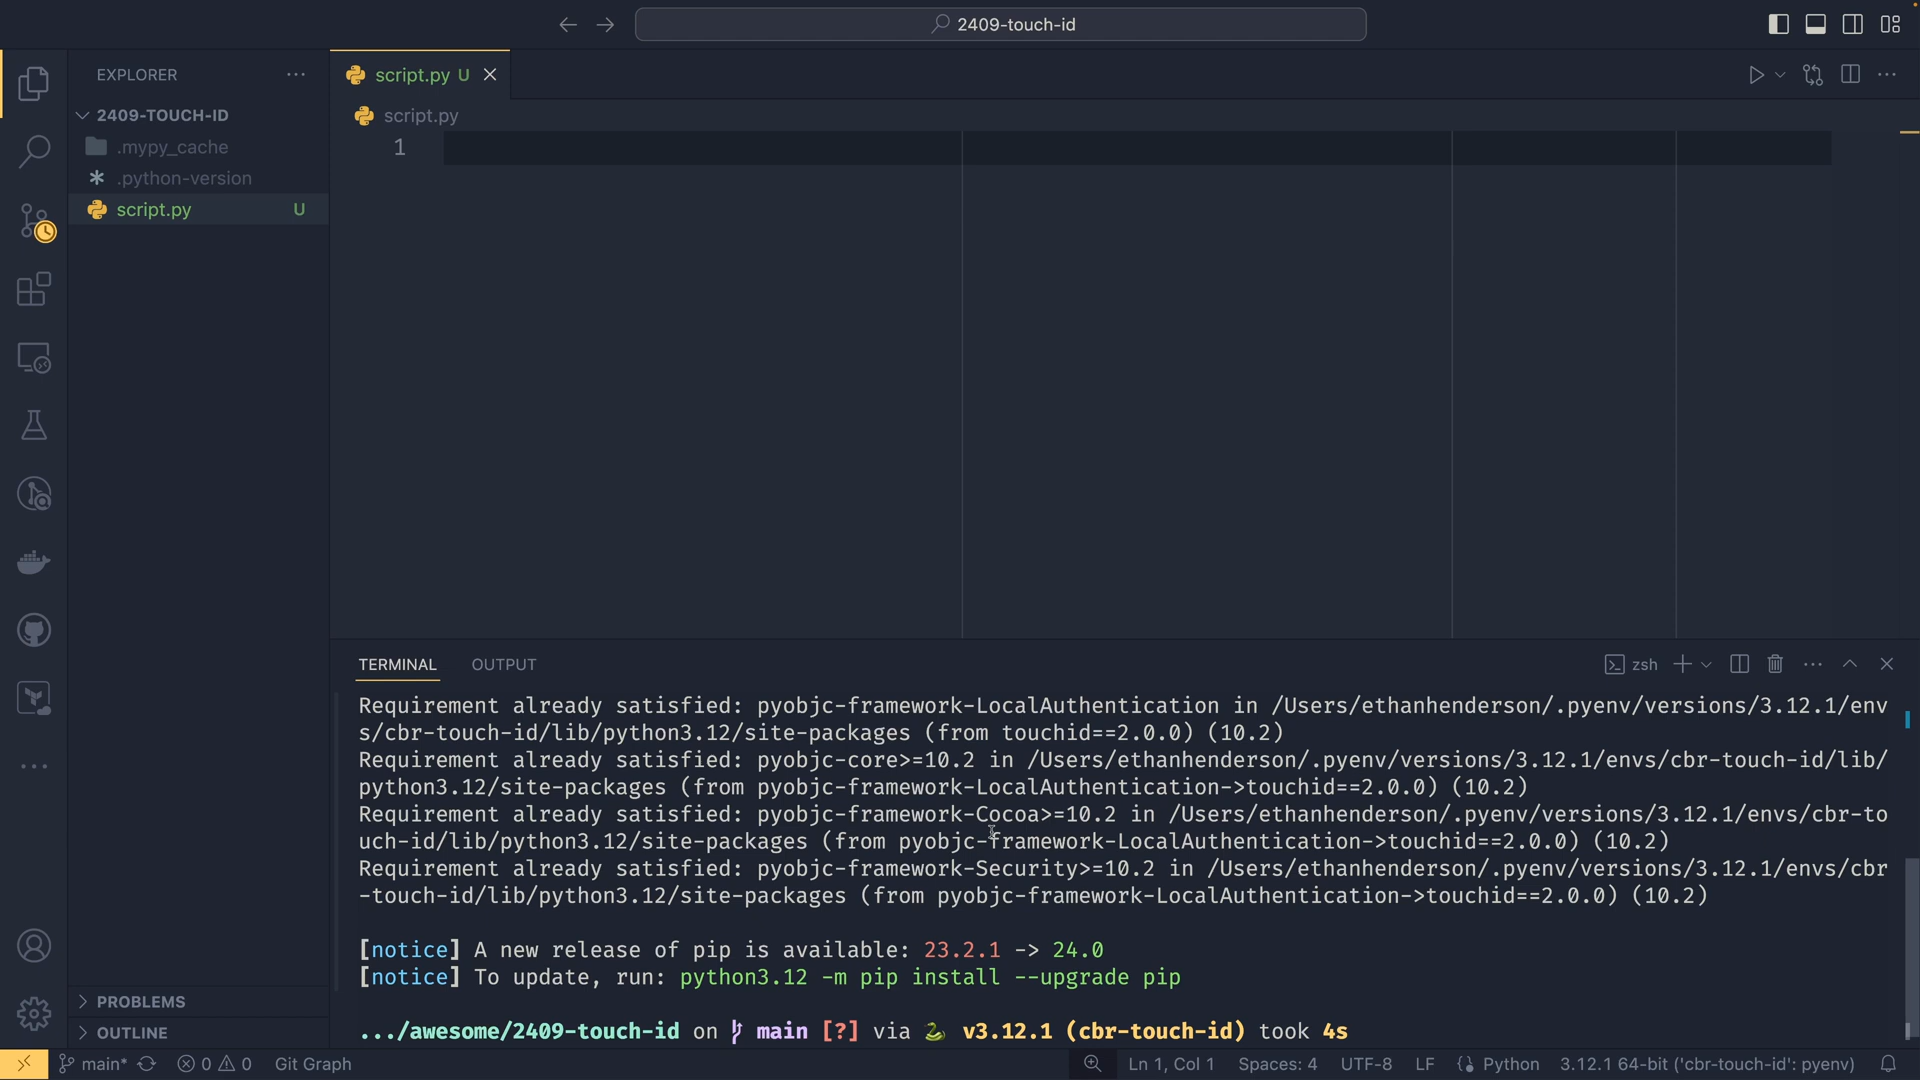 2409-touch-id
EXPLORER
2409-TOUCH-ID
.mypy_cache
.python-version
script.py U
PROBLEMS
OUTLINE
script.py U
script.py
1
TERMINAL
OUTPUT
zsh
Requirement already satisfied: pyobjc-framework-LocalAuthentication in /Users/ethanhenderson/.pyenv/versions/3.12.1/env
s/cbr-touch-id/lib/python3.12/site-packages (from touchid==2.0.0) (10.2)
Requirement already satisfied: pyobjc-core>=10.2 in /Users/ethanhenderson/.pyenv/versions/3.12.1/envs/cbr-touch-id/lib/
python3.12/site-packages (from pyobjc-framework-LocalAuthentication->touchid==2.0.0) (10.2)
Requirement already satisfied: pyobjc-framework-Cocoa>=10.2 in /Users/ethanhenderson/.pyenv/versions/3.12.1/envs/cbr-to
uch-id/lib/python3.12/site-packages (from pyobjc-framework-LocalAuthentication->touchid==2.0.0) (10.2)
Requirement already satisfied: pyobjc-framework-Security>=10.2 in /Users/ethanhenderson/.pyenv/versions/3.12.1/envs/cbr
-touch-id/lib/python3.12/site-packages (from pyobjc-framework-LocalAuthentication->touchid==2.0.0) (10.2)
[notice] A new release of pip is available: 23.2.1 -> 24.0
[notice] To update, run: python3.12 -m pip install --upgrade pip
.../awesome/2409-touch-id on main [?] via v3.12.1 (cbr-touch-id) took 4s
main* 0 0 Git Graph Ln 1, Col 1 Spaces: 4 UTF-8 LF Python 3.12.1 64-bit ('cbr-touch-id': pyenv)